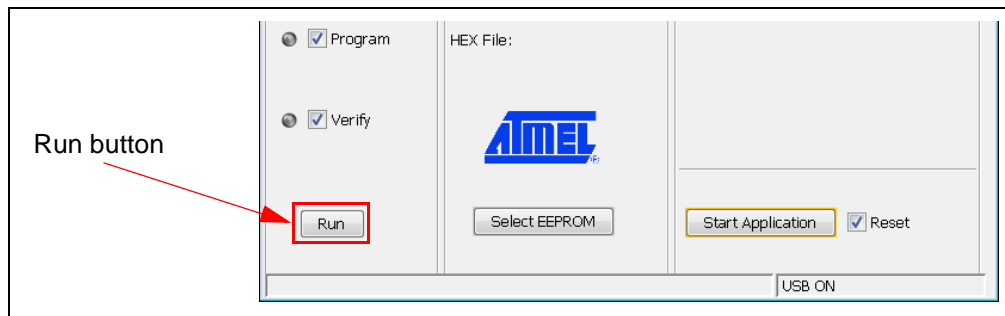 Program
HEX File:
Verify
ATMEL
®
Run button
Run
Select EEPROM
Start Application
Reset
USB ON